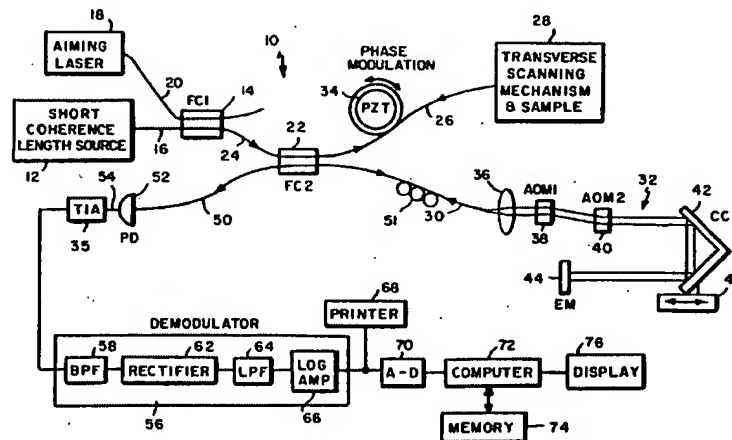 18
AIMING LASER
10
PHASE MODULATION
28
34
PZT
TRANSVERSE SCANNING MECHANISM & SAMPLE
20
FC1
14
26
SHORT COHERENCE LENGTH SOURCE
16
22
24
12
54
52
FC2
36
AOM1
AOM2
32
42
CC
TIA
50
51
30
38
40
35
PD
44
EM
4
68
DEMODULATOR
PRINTER
58
62
64
70
72
76
BPF
RECTIFIER
LPF
LOG AMP
A-D
COMPUTER
DISPLAY
56
66
MEMORY
74